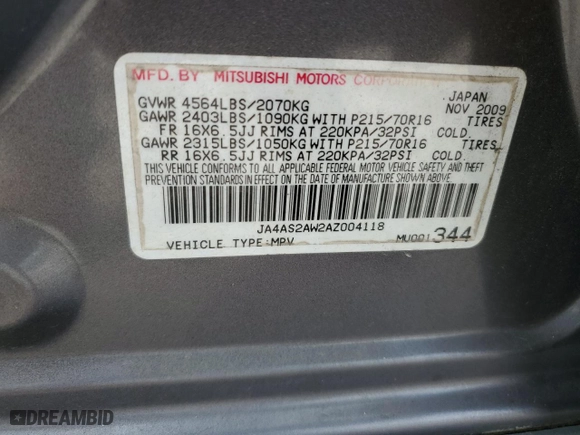 MFD. BY MITSUBISHI MOTORS CORPORATION
JAPAN
GVWR 4564LBS/2070KG NOV 2009
GAWR 2403LBS/1090KG WITH P215/70R16 TIRES
FR 16X6.5JJ RIMS AT 220KPA/32PSI COLD.
GAWR 2315LBS/1050KG WITH P215/70R16 TIRES
RR 16X6.5JJ RIMS AT 220KPA/32PSI COLD.
THIS VEHICLE CONFORMS TO ALL APPLICABLE FEDERAL MOTOR VEHICLE SAFETY AND THEFT
PREVENTION STANDARDS IN EFFECT ON THE DATE OF MANUFACTURE SHOWN ABOVE.
JA4AS2AW2AZ004118
VEHICLE TYPE:MPV MU001344
DREAMBID